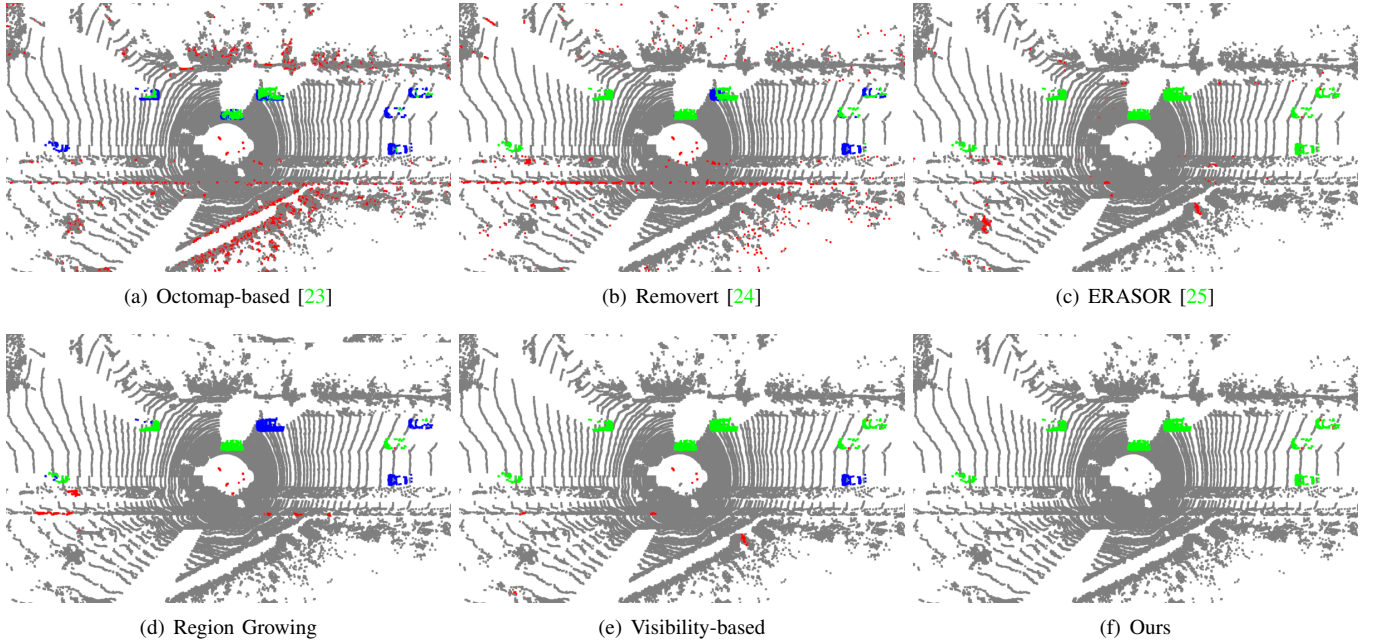 (a) Octomap-based [23]
(b) Removert [24]
(c) ERASOR [25]
(d) Region Growing
(e) Visibility-based
(f) Ours